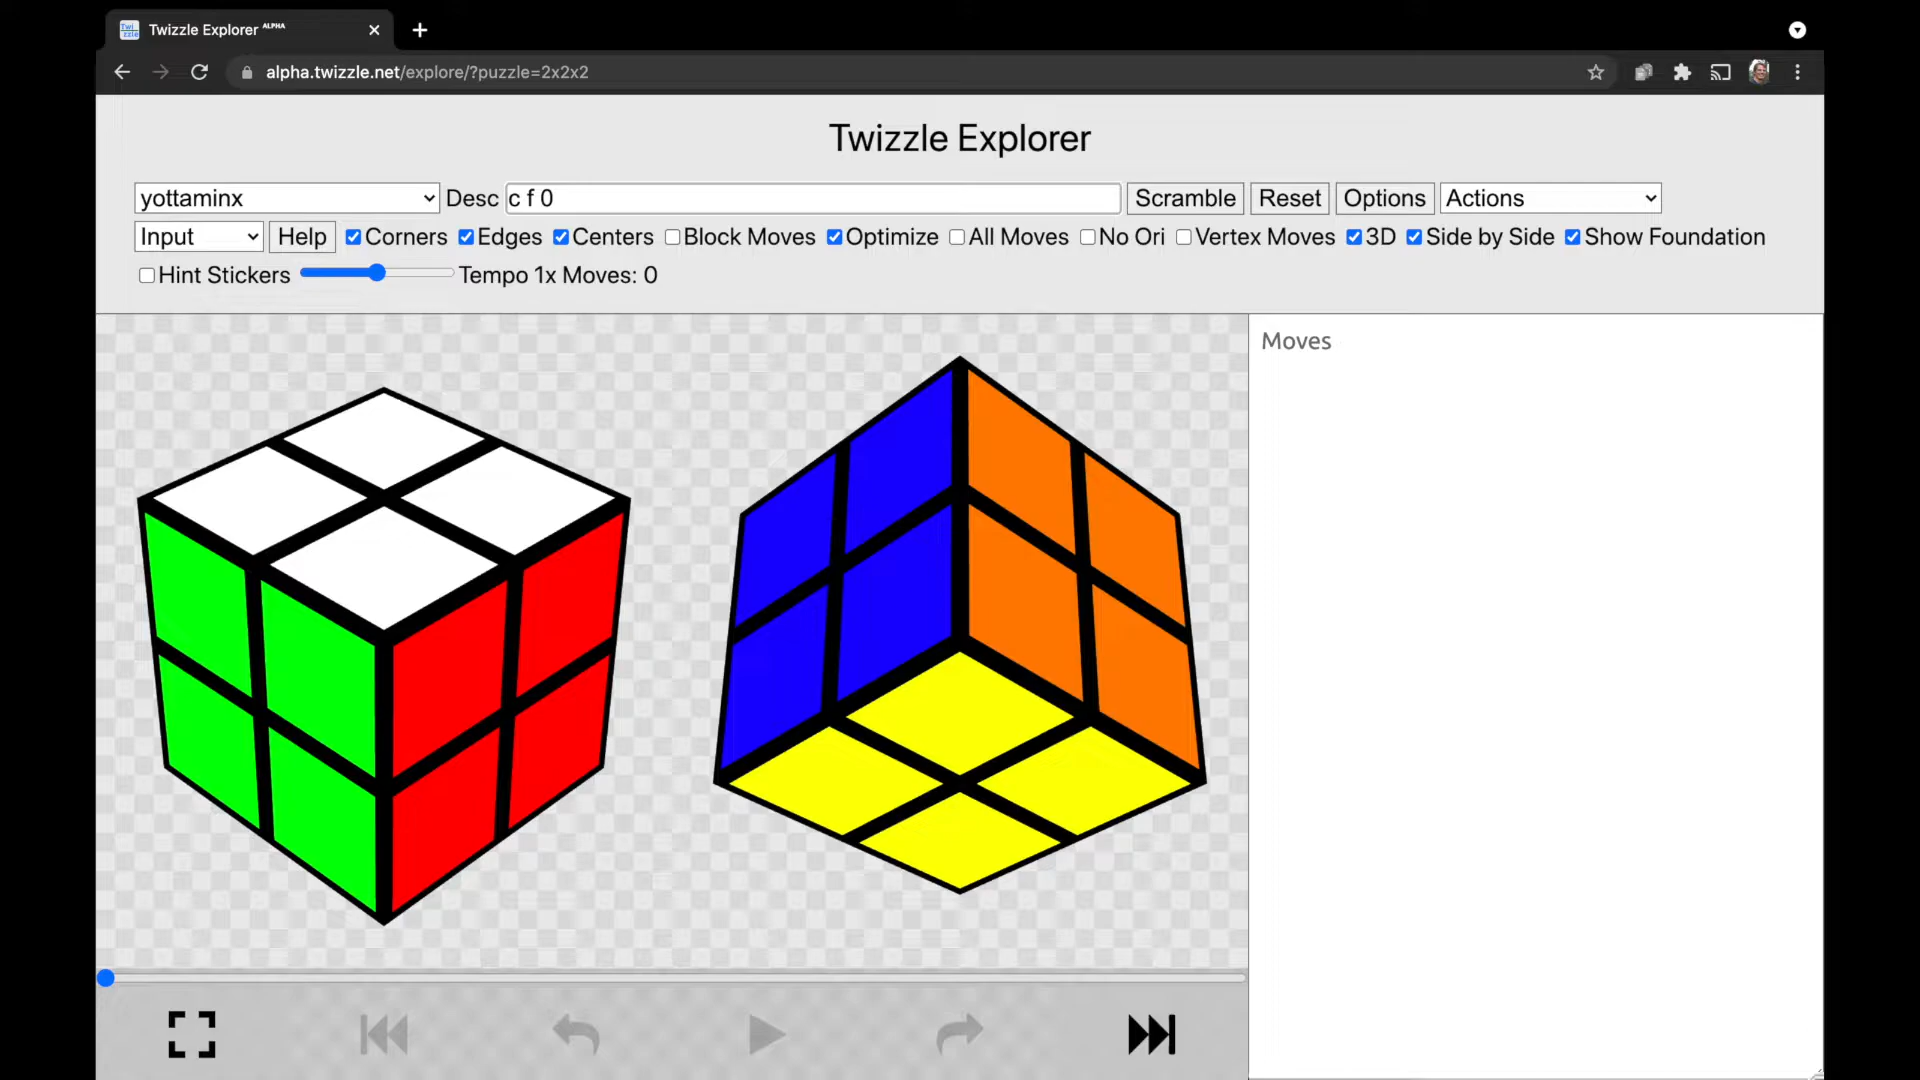 Twizzle Explorer ALPHA
alpha.twizzle.net/explore/?puzzle=2x2x2
Twizzle Explorer
yottaminx Desc c f 0 Scramble Reset Options Actions
Input Help Corners Edges Centers Block Moves Optimize All Moves No Ori Vertex Moves 3D Side by Side Show Foundation
Hint Stickers Tempo 1x Moves: 0
Moves